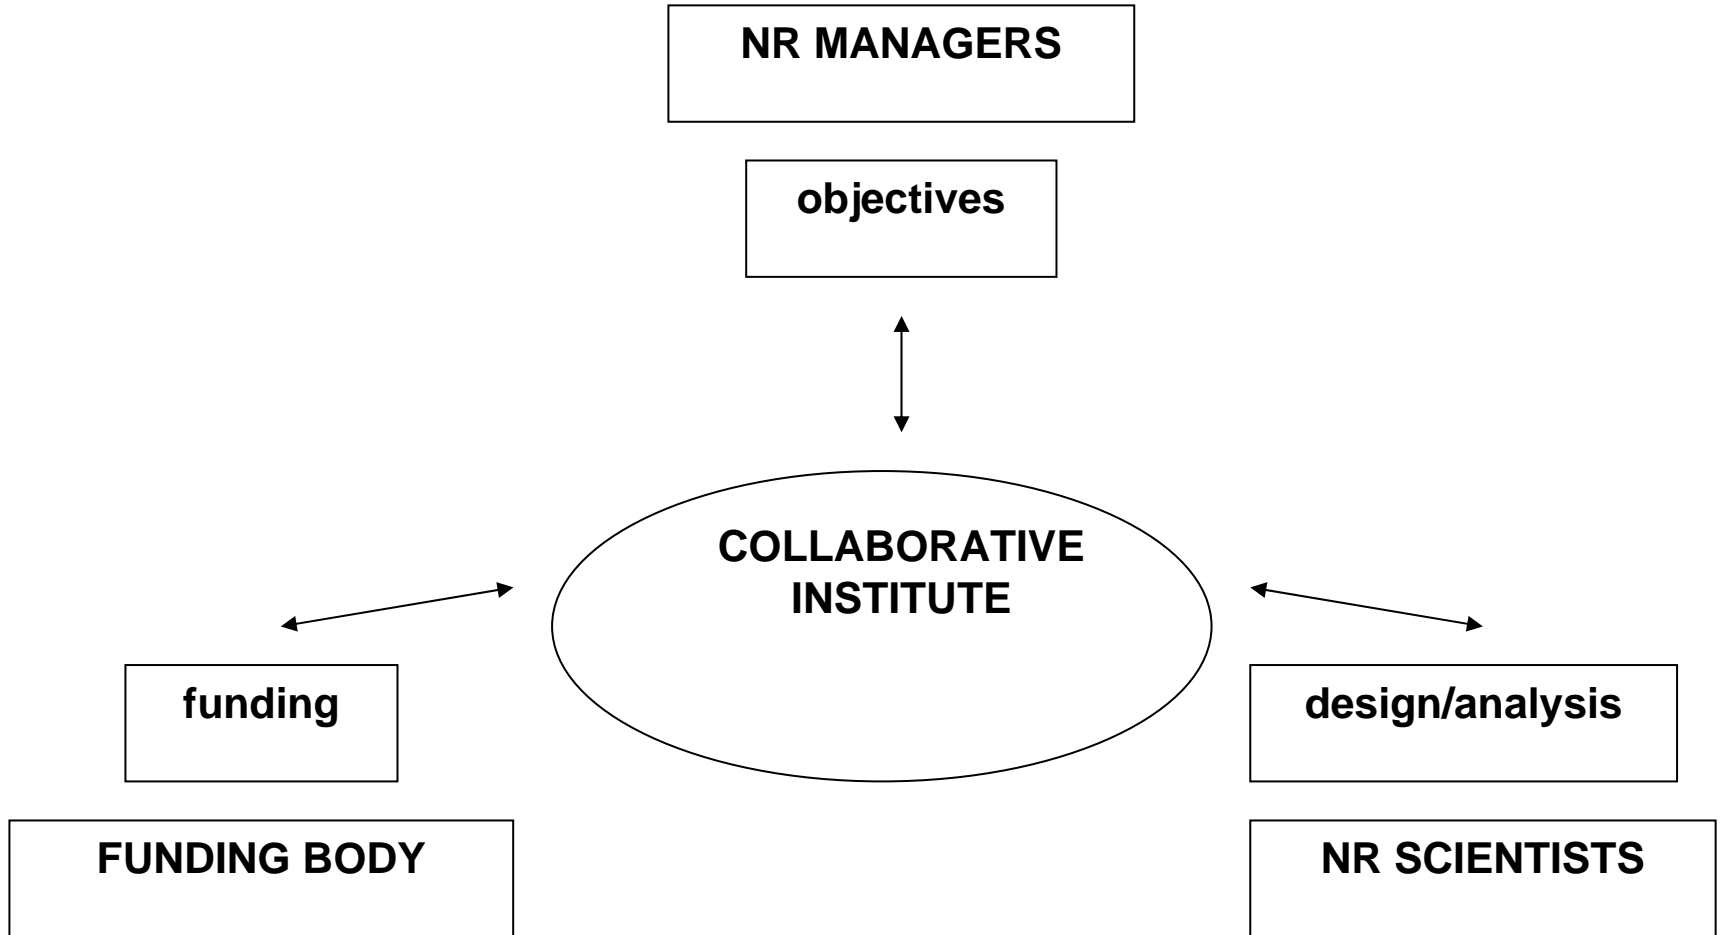 NR MANAGERS
objectives
COLLABORATIVE
INSTITUTE
funding
design/analysis
FUNDING BODY
NR SCIENTISTS